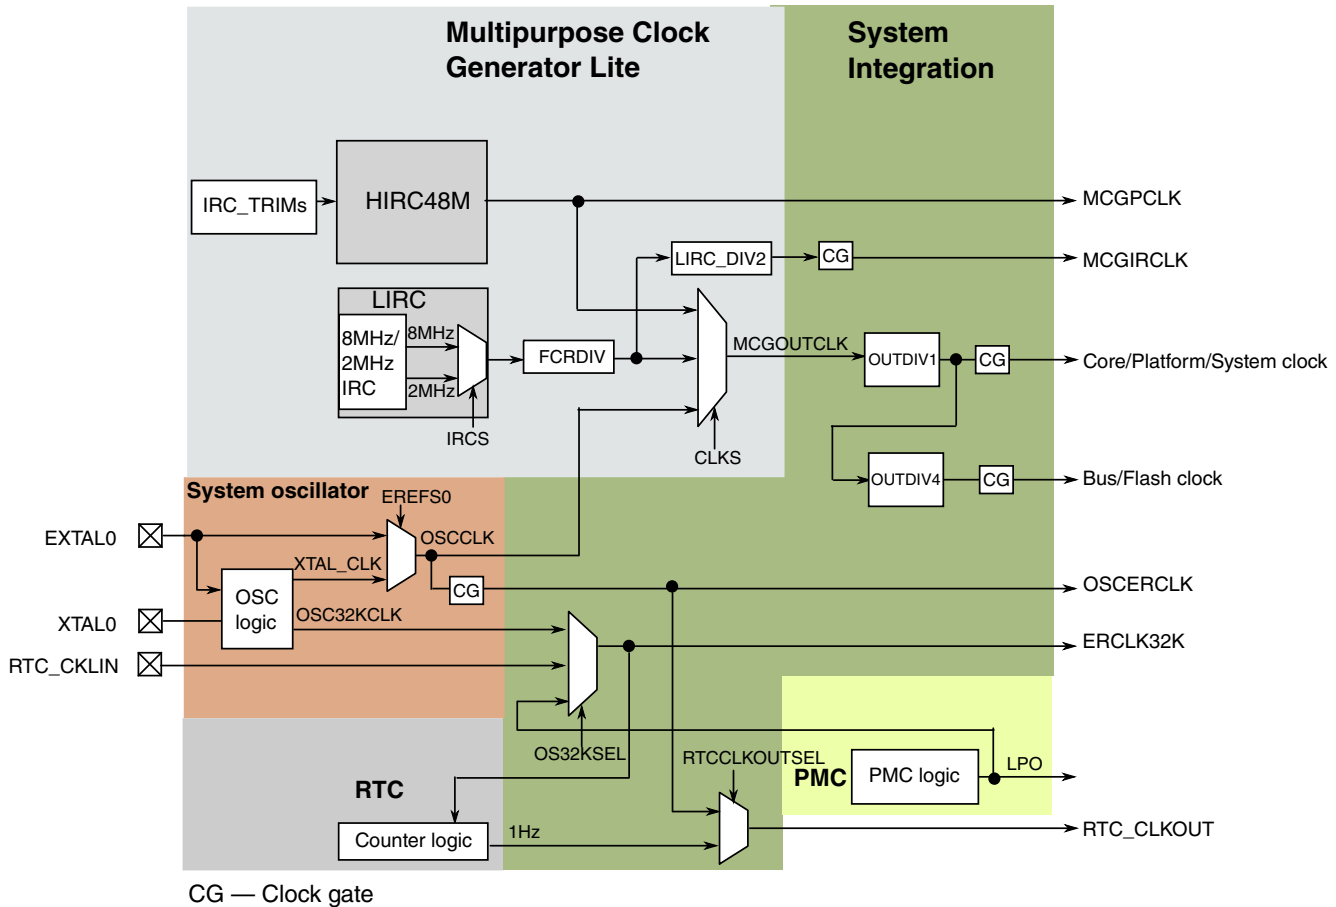 Multipurpose Clock
Generator Lite
System
Integration
IRC_TRIMs
HIRC48M
MCGPCLK
LIRC_DIV2
CG
MCGIRCLK
LIRC
8MHz/
2MHz
IRC
8MHz
2MHz
IRCS
FCRDIV
MCGOUTCLK
CLKS
OUTDIV1
CG
Core/Platform/System clock
OUTDIV4
CG
Bus/Flash clock
System oscillator
EREFS0
EXTAL0
OSCCLK
XTAL_CLK
OSC
logic
CG
OSCERCLK
XTAL0
OSC32KCLK
ERCLK32K
RTC_CKLIN
OS32KSEL
RTCCLKOUTSEL
PMC
PMC logic
LPO
RTC
Counter logic
1Hz
RTC_CLKOUT
CG — Clock gate